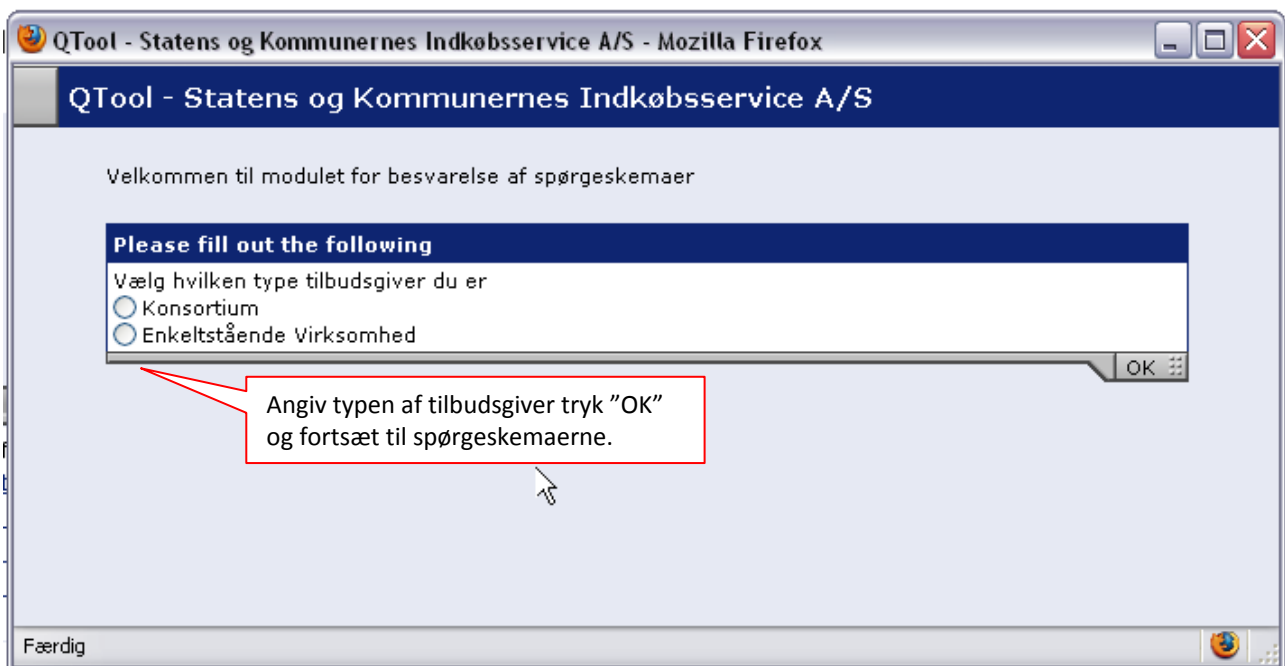 QTool - Statens og Kommunernes Indkøbsservice A/S - Mozilla Firefox
QTool - Statens og Kommunernes Indkøbsservice A/S
Velkommen til modulet for besvarelse af spørgeskemaer
Please fill out the following
Vælg hvilken type tilbudsgiver du er
Konsortium
Enkeltstående Virksomhed
OK
Angiv typen af tilbudsgiver tryk ”OK”
og fortsæt til spørgeskemaerne.
Færdig